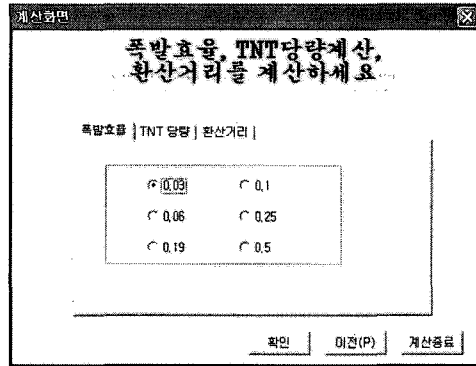 계산화면
폭발효율, TNT당량계산,
환산거리를 계산하세요
폭발효율 TNT 당량 환산거리
0.03 0.1
0.06 0.25
0.19 0.5
확인 이전(P) 계산종료